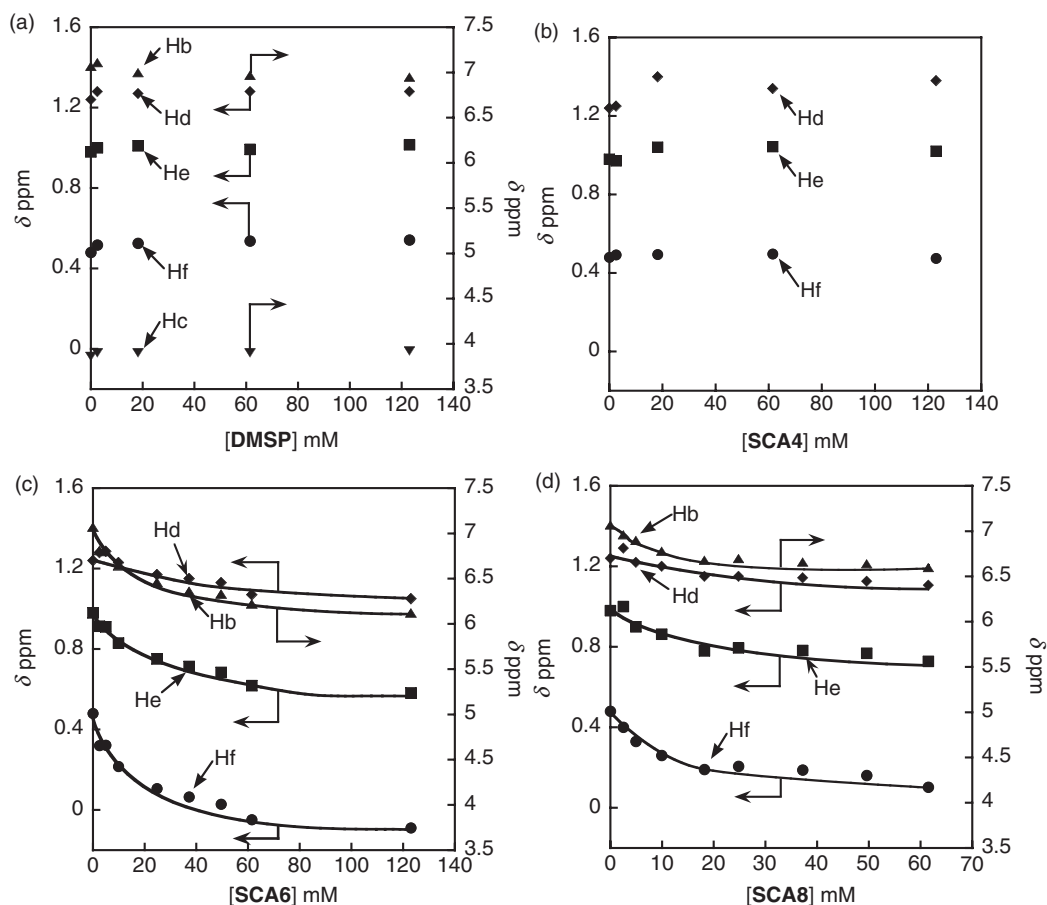 (a)
1.6
1.2
0.8
0.4
0
δ ppm
7.5
7
6.5
6
5.5
5
4.5
4
3.5
δ ppm
Hb
Hd
He
Hf
Hc
0 20 40 60 80 100 120 140
[DMSP] mM
(b)
1.6
1.2
0.8
0.4
0
δ ppm
Hd
He
Hf
0 20 40 60 80 100 120 140
[SCA4] mM
(c)
1.6
1.2
0.8
0.4
0
δ ppm
7.5
7
6.5
6
5.5
5
4.5
4
3.5
δ ppm
Hd
Hb
He
Hf
0 20 40 60 80 100 120 140
[SCA6] mM
(d)
1.6
1.2
0.8
0.4
0
δ ppm
7.5
7
6.5
6
5.5
5
4.5
4
3.5
δ ppm
Hb
Hd
He
Hf
0 10 20 30 40 50 60 70
[SCA8] mM